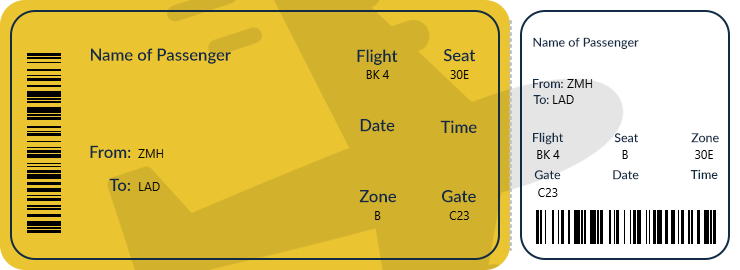 Name of Passenger
Flight Seat
BK 4 30E
Date Time
From: ZMH
To: LAD
Zone Gate
B C23
Name of Passenger
From: ZMH
To: LAD
Flight Seat Zone
BK 4 B 30E
Gate Date Time
C23